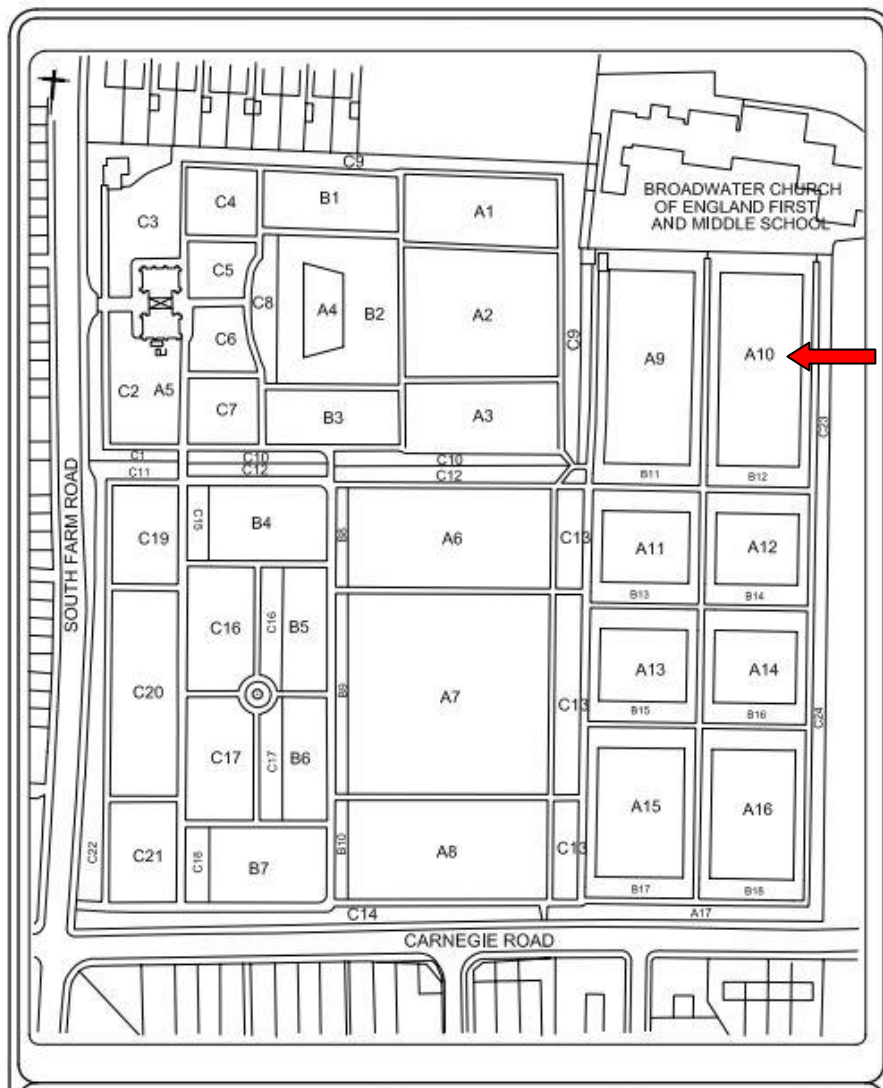 C9
BROADWATER CHURCH
OF ENGLAND FIRST
AND MIDDLE SCHOOL
C4
B1
A1
C3
C5
C8
A4
B2
A2
C9
A9
A10
C6
C2
A5
C7
B3
A3
C23
C1
C10
C10
C11
C12
C12
B11
B12
SOUTH FARM ROAD
C19
C15
B4
B8
A6
C13
A11
A12
B13
B14
C16
C16
B5
C20
B9
A7
C13
A13
A14
B15
B16
C24
C17
C17
B6
A15
A16
C22
C21
C18
B7
B10
A8
C13
B17
B18
C14
A17
CARNEGIE ROAD